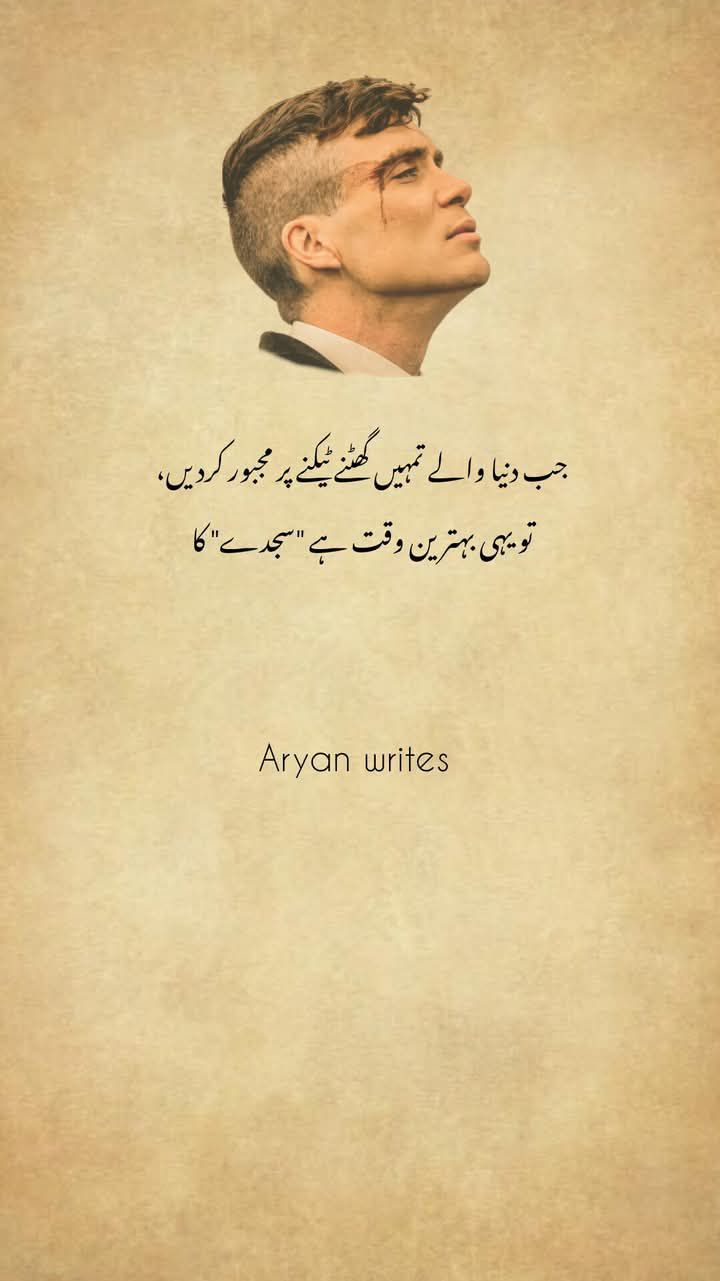 جب دنیا والے تمہیں گھٹنے ٹیکنے پر مجبور کردیں،
تو یہی بہترین وقت ہے "سجدے" کا
Aryan writes